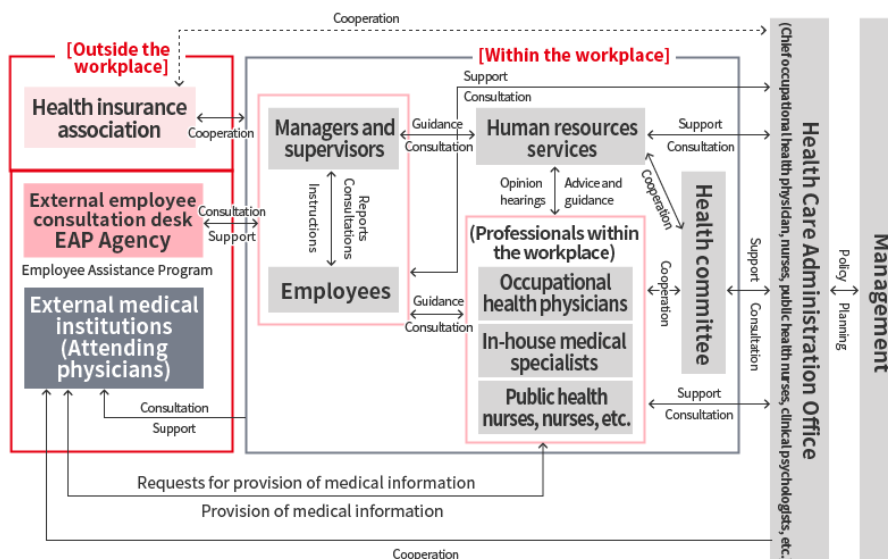 Cooperation
[Outside the
workplace]
[Within the workplace]
Health insurance
association
Cooperation
External employee
consultation desk
EAP Agency
Consultation
Support
Employee Assistance Program
External medical
institutions
(Attending
physicians)
Consultation
Support
Managers and
supervisors
Instructions
Reports
Consultations
Employees
Guidance
Consultation
Support
Consultation
Human resources
services
Support
Consultation
Opinion
hearings
Advice and
guidance
Cooperation
Health committee
(Professionals within
the workplace)
Occupational
health physicians
In-house medical
specialists
Public health
nurses, nurses, etc.
Guidance
Consultation
Cooperation
Support
Consultation
Support
Consultation
Requests for provision of medical information
Provision of medical information
Cooperation
Health Care Administration Office
(Chief occupational health physidan, nurses, public health nurses, clinical psychologists, etc.)
Policy
Planning
Management